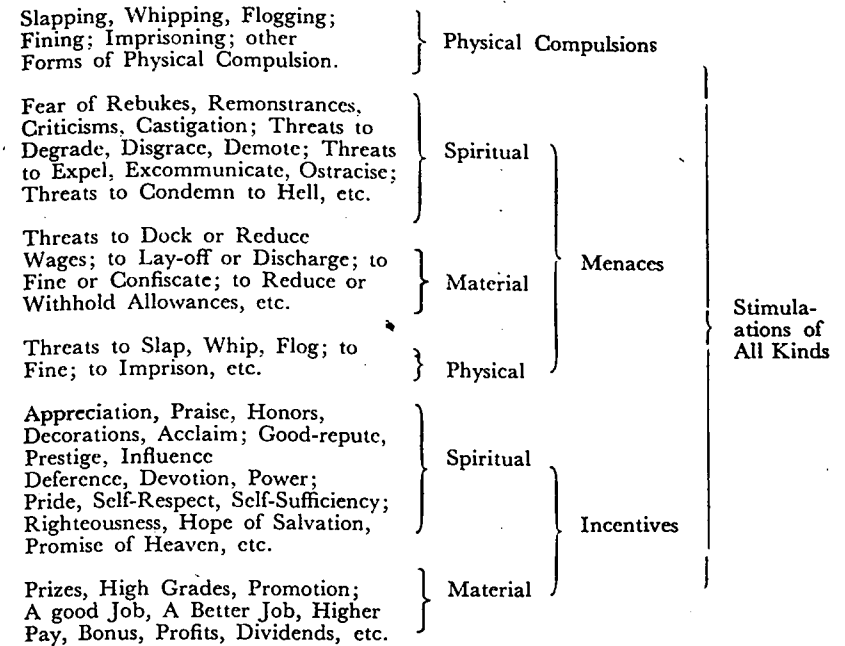 Slapping, Whipping, Flogging;
Fining; Imprisoning; other
Forms of Physical Compulsion.
Physical Compulsions
Fear of Rebukes, Remonstrances,
Criticisms, Castigation; Threats to
Degrade, Disgrace, Demote; Threats
to Expel, Excommunicate, Ostracise;
Threats to Condemn to Hell, etc.
Spiritual
Threats to Dock or Reduce
Wages; to Lay-off or Discharge; to
Fine or Confiscate; to Reduce or
Withhold Allowances, etc.
Material
Threats to Slap, Whip, Flog; to
Fine; to Imprison, etc.
Physical
Menaces
Appreciation, Praise, Honors,
Decorations, Acclaim; Good-repute,
Prestige, Influence
Deference, Devotion, Power;
Pride, Self-Respect, Self-Sufficiency;
Righteousness, Hope of Salvation,
Promise of Heaven, etc.
Spiritual
Prizes, High Grades, Promotion;
A good Job, A Better Job, Higher
Pay, Bonus, Profits, Dividends, etc.
Material
Incentives
Stimula-
ations of
All Kinds